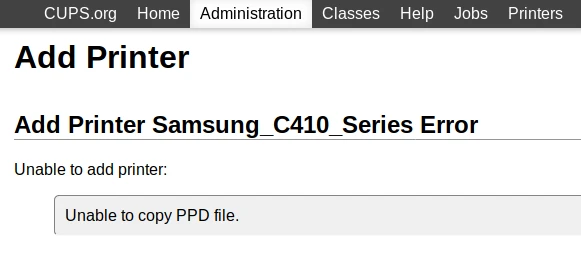 CUPS.org Home Administration Classes Help Jobs Printers
Add Printer
Add Printer Samsung_C410_Series Error
Unable to add printer:
Unable to copy PPD file.